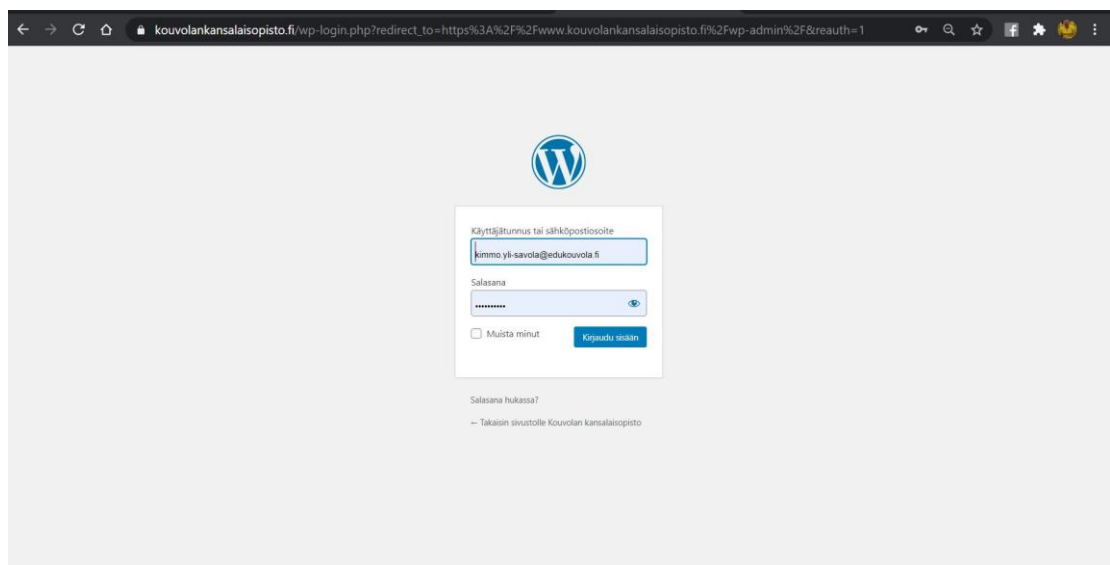 kouvolankansalaisopisto.fi/wp-login.php?redirect_to=https%3A%2F%2Fwww.kouvolankansalaisopisto.fi%2Fwp-admin%2F&reauth=1
Käyttäjätunnus tai sähköpostiosoite
kimmo.yli-savola@edukouvola.fi
Salasana
••••••••••
Muista minut
Kirjaudu sisään
Salasana hukassa?
← Takaisin sivustolle Kouvolan kansalaisopisto